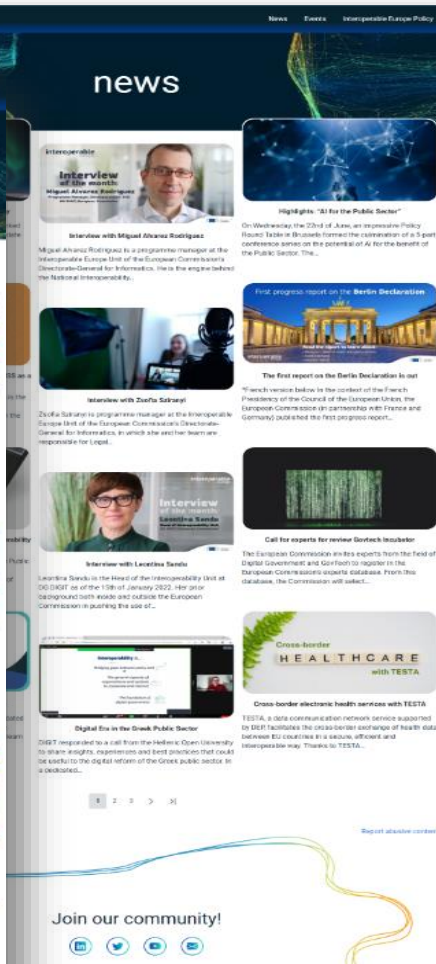 News Events Interoperable Europe Policy
news
interoperable
Interview
of the month:
Miguel Alvarez Rodriguez
Interview with Miguel Alvarez Rodriguez
Miguel Alvarez Rodriguez is a programme manager at the
Interoperable Europe Unit of the European Commission's
Directorate-General for Informatics. He is the engine behind
the National Interoperability...
Interview with Zsofia Sziranyi
Zsofia Sziranyi is programme manager at the Interoperable
Europe Unit of the European Commission's Directorate-
General for Informatics, in which she and her team are
responsible for Legal...
Interview
of the month:
Leontina Sandu
Interview with Leontina Sandu
Leontina Sandu is the Head of the Interoperability Unit at
DG DIGIT as of the 15th of January 2022. Her prior
background both inside and outside the European
Commission in pushing the use of...
Interoperability is...
Digital Era in the Greek Public Sector
DIGIT responded to a call from the Hellenic Open University
to share insights, experiences and best practices that could
be useful to the digital reform of the Greek public sector. In
a dedicated...
Highlights: "AI for the Public Sector"
On Wednesday, the 22nd of June, an impressive Policy
Round Table in Brussels formed the culmination of a 5 part
conference series on the potential of AI for the benefit of
the Public Sector. The...
First progress report on the Berlin Declaration
The first report on the Berlin Declaration is out
*French version below In the context of the French
Presidency of the Council of the European Union, the
European Commission (in partnership with France and
Germany) published the first progress report...
Call for experts for review Govtech Incubator
The European Commission invites experts from the field of
Digital Government and GovTech to register in the
European Commission's experts database. From this
database, the Commission will select...
Cross-border
HEALTHCARE
with TESTA
Cross-border electronic health services with TESTA
TESTA, a data communication network service supported
by DEP, facilitates the cross-border exchange of health data
between EU countries in a secure, efficient and
interoperable way. Thanks to TESTA...
1 2 3
Report abusive content
Join our community!